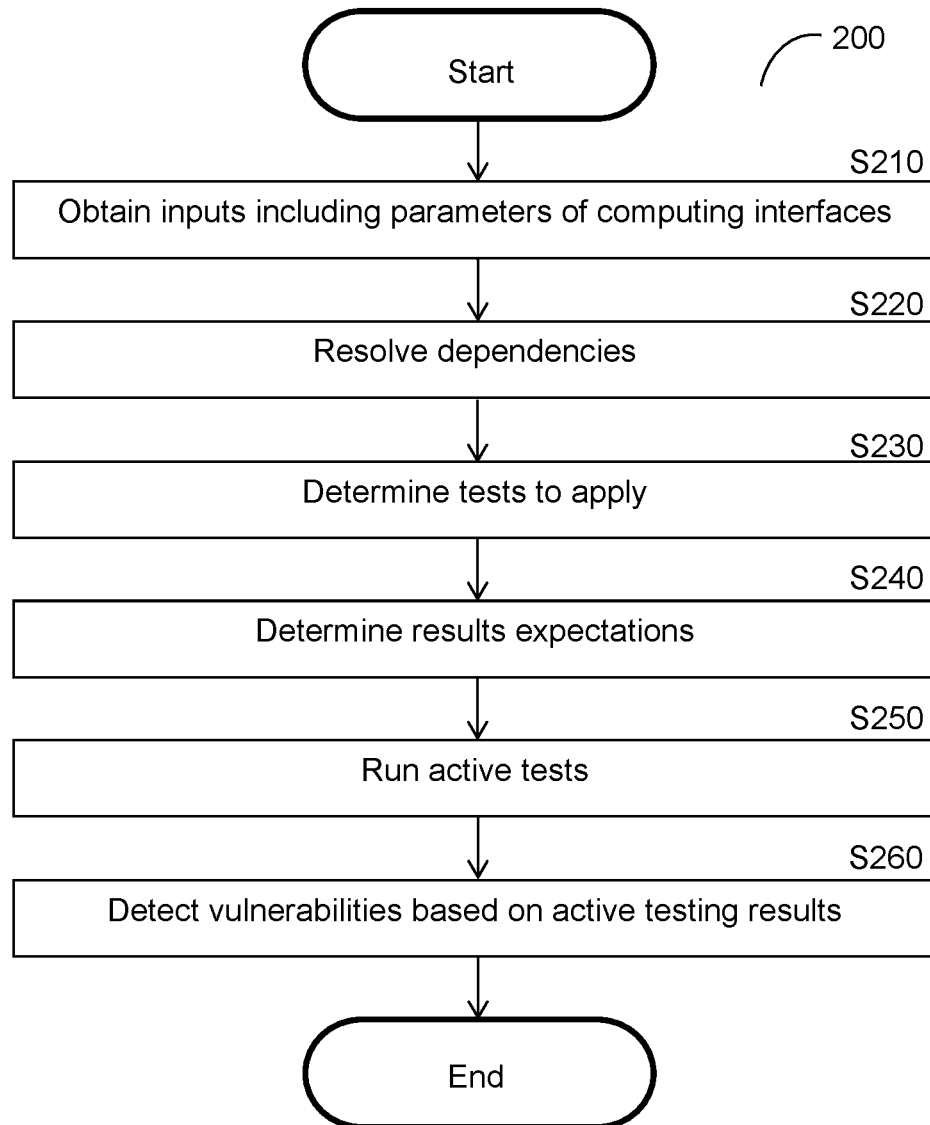 Start
200
S210
Obtain inputs including parameters of computing interfaces
S220
Resolve dependencies
S230
Determine tests to apply
S240
Determine results expectations
S250
Run active tests
S260
Detect vulnerabilities based on active testing results
End